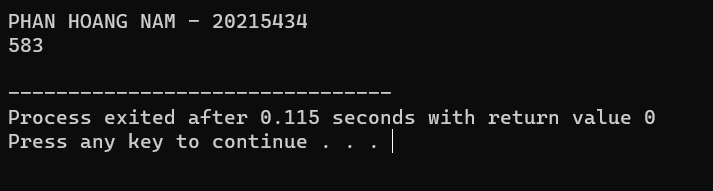 PHAN HOANG NAM - 20215434
583
--------------------------------
Process exited after 0.115 seconds with return value 0
Press any key to continue . . .